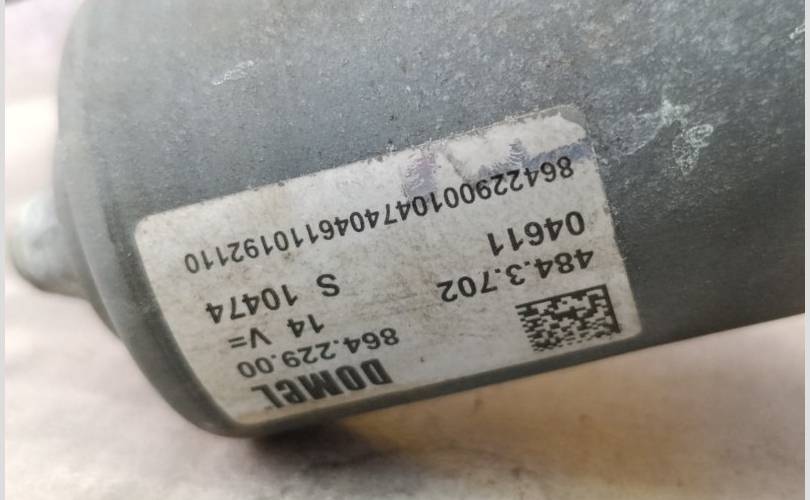 DOMEL
864.229.00
484.3.702 14 V=
04611 S 10474
8642290010474046110192110